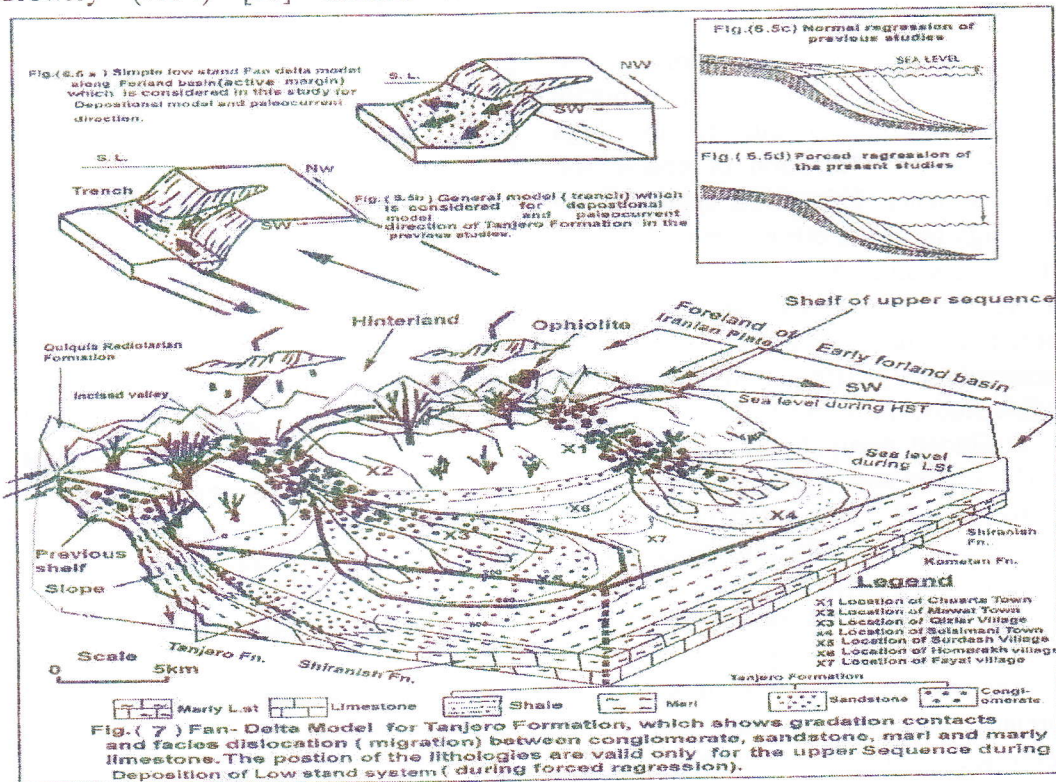 Fig.(6.5c) Normal regression of
previous studies
SEA LEVEL
Fig.(6.5 a ) Simple low stand Fan delta model
along Forland basin(active margin)
which is considered in this study for
Depositional model and paleocurrent
direction.
S. L.
NW
SW
Fig.( 6.5d) Forced regression of
the present studies
S. L.
Trench
Nw
SW
Fig.( 6.5b ) General model ( trench) which
is considered for depostional
model and paleocurrent
direction of Tanjero Formation in the
previous studies.
Shelf of upper sequence
Hinterland
Ophiolite
Foreland of
Iranian Plate
Early forland basin
Qulqula Radiolarian
Formation
Incised valley
SW
Sea level during HST
Sea level
during LSt
X2
X1
X6
X3
X7
X4
Previous
shelf
Slope
Shiranish
Fn.
Kometan Fn.
Legend
X1 Location of Chuarta Town
X2 Location of Mawat Town
X3 Location of Qizlar Village
x4 Location of Sulaimani Town
X5 Location of Surdash Village
X6 Location of Homarakh village
X7 Location of Fayal village
Tanjero Fn.
Shiranish Fn.
Scale
0 5km
Tanjero Formation
Marly L.st
Limestone
Shale
Marl
Sandstone
Congl-
omerate
Fig.( 7 ) Fan- Delta Model for Tanjero Formation, which shows gradation contacts
and facies dislocation ( migration) between conglomerate, sandstone, marl and marly
limestone. The postion of the lithologies are valid only for the upper Sequence during
Deposition of Low stand system ( during forced regression).